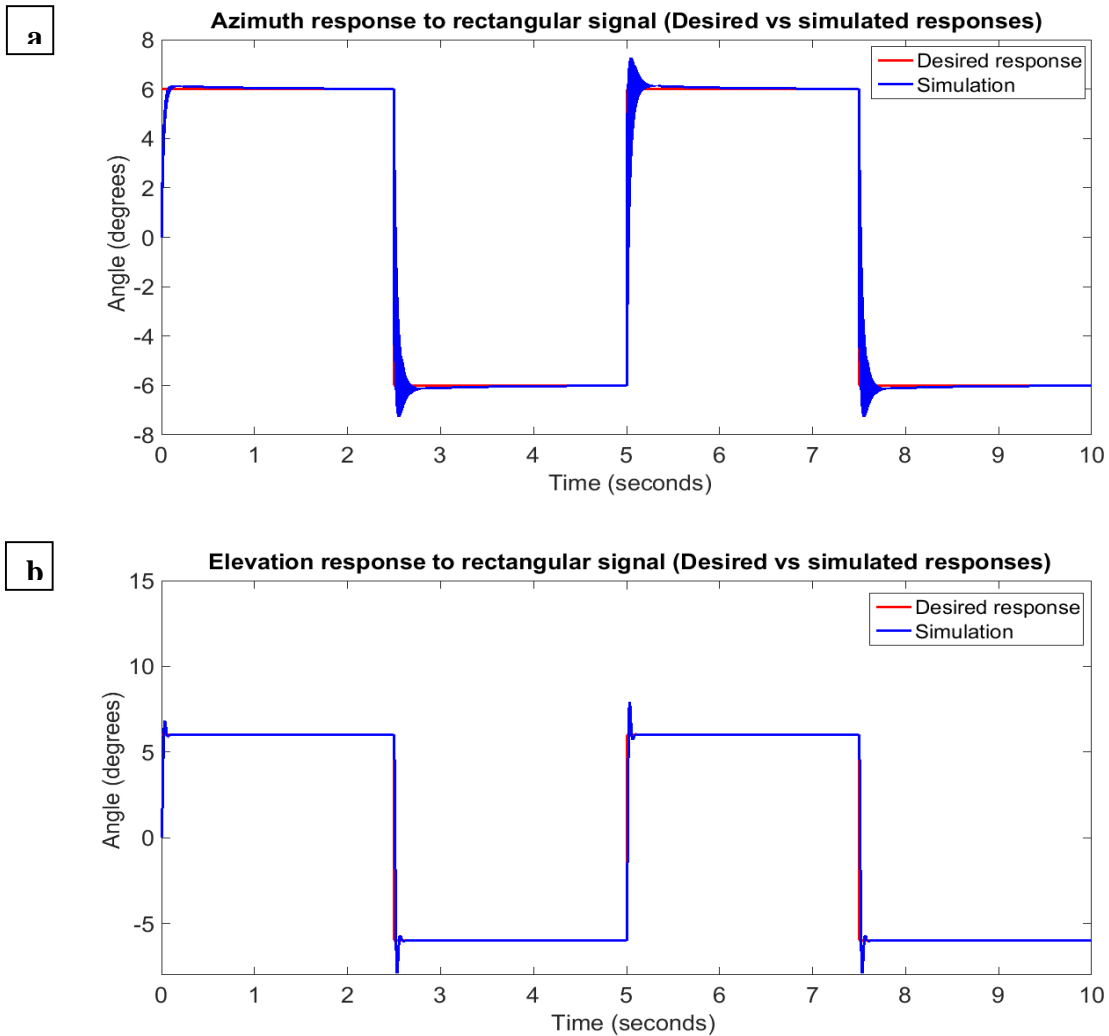 a
Azimuth response to rectangular signal (Desired vs simulated responses)
8
6
4
2
0
-2
-4
-6
-8
Angle (degrees)
Desired response
Simulation
0 1 2 3 4 5 6 7 8 9 10
Time (seconds)
b
Elevation response to rectangular signal (Desired vs simulated responses)
15
10
5
0
-5
Angle (degrees)
Desired response
Simulation
0 1 2 3 4 5 6 7 8 9 10
Time (seconds)